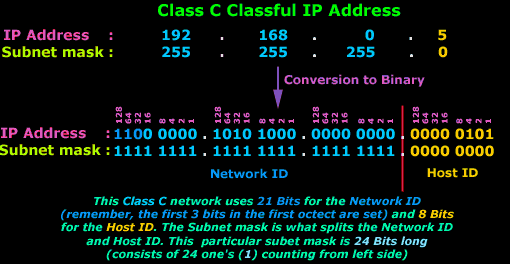 Class C Classful IP Address
IP Address : 192 . 168 . 0 . 5
Subnet mask : 255 . 255 . 255 . 0
Conversion to Binary
128 64 32 16 8 4 2 1 128 64 32 16 8 4 2 1 128 64 32 16 8 4 2 1 128 64 32 16 8 4 2 1
IP Address : 1100 0000 . 1010 1000 . 0000 0000 . 0000 0101
Subnet mask : 1111 1111 . 1111 1111 . 1111 1111 . 0000 0000
Network ID Host ID
This Class C network uses 21 Bits for the Network ID
(remember, the first 3 bits in the first octect are set) and 8 Bits
for the Host ID. The Subnet mask is what splits the Network ID
and Host ID. This particular subet mask is 24 Bits long
(consists of 24 one's (1) counting from left side)